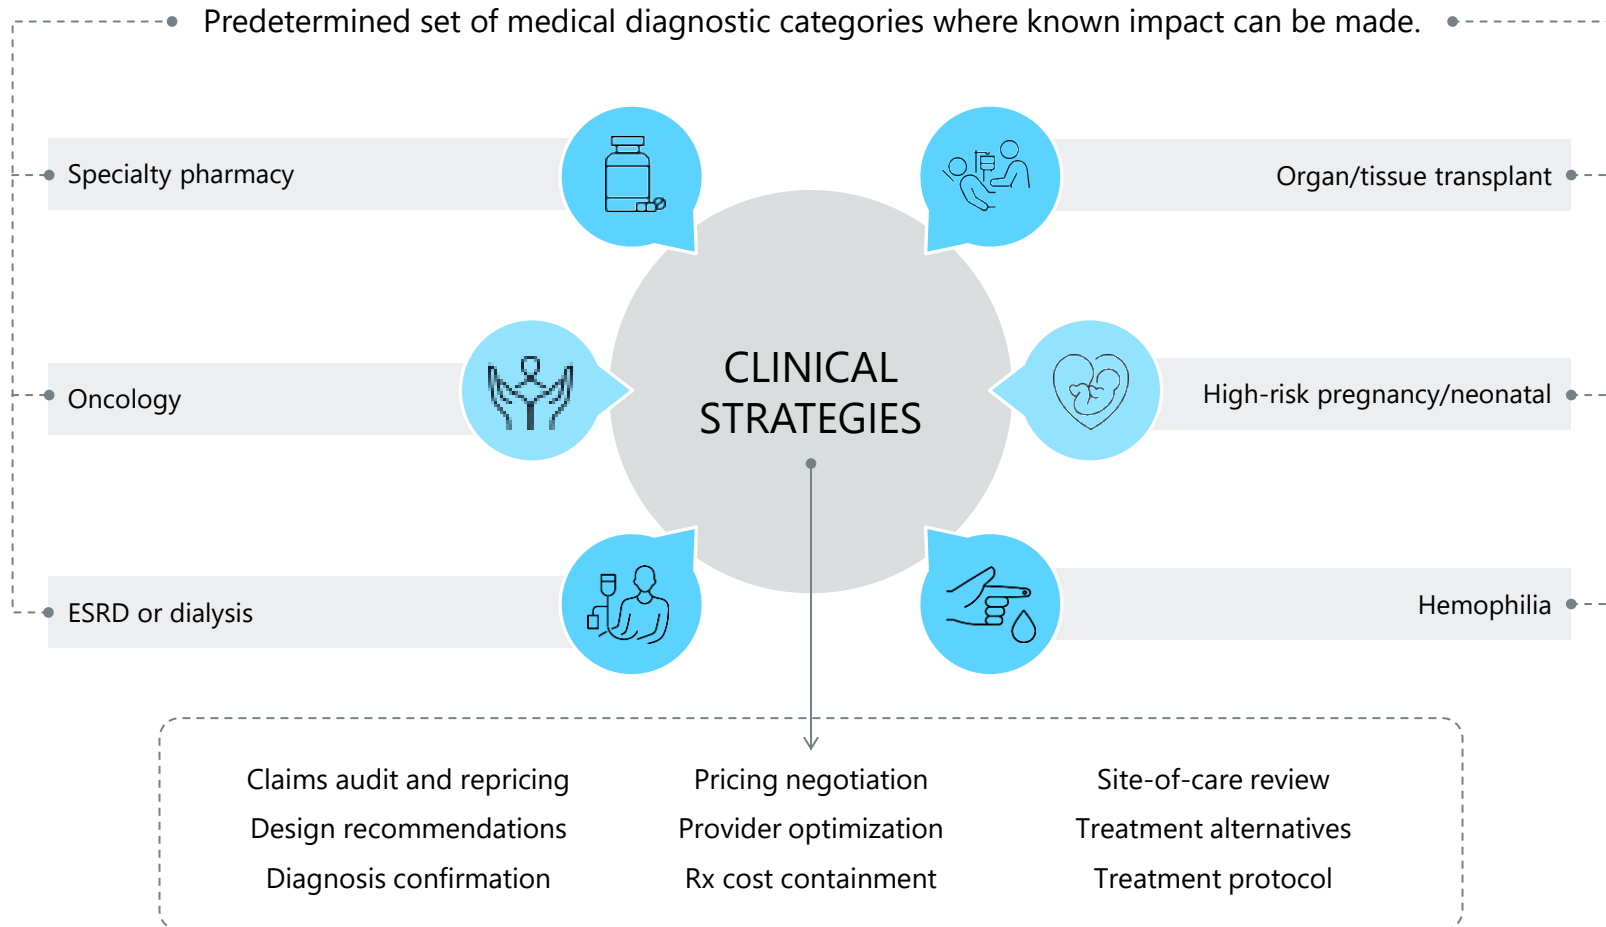 Predetermined set of medical diagnostic categories where known impact can be made.
Specialty pharmacy
Organ/tissue transplant
CLINICAL
STRATEGIES
Oncology
High-risk pregnancy/neonatal
ESRD or dialysis
Hemophilia
Claims audit and repricing
Pricing negotiation
Site-of-care review
Design recommendations
Provider optimization
Treatment alternatives
Diagnosis confirmation
Rx cost containment
Treatment protocol